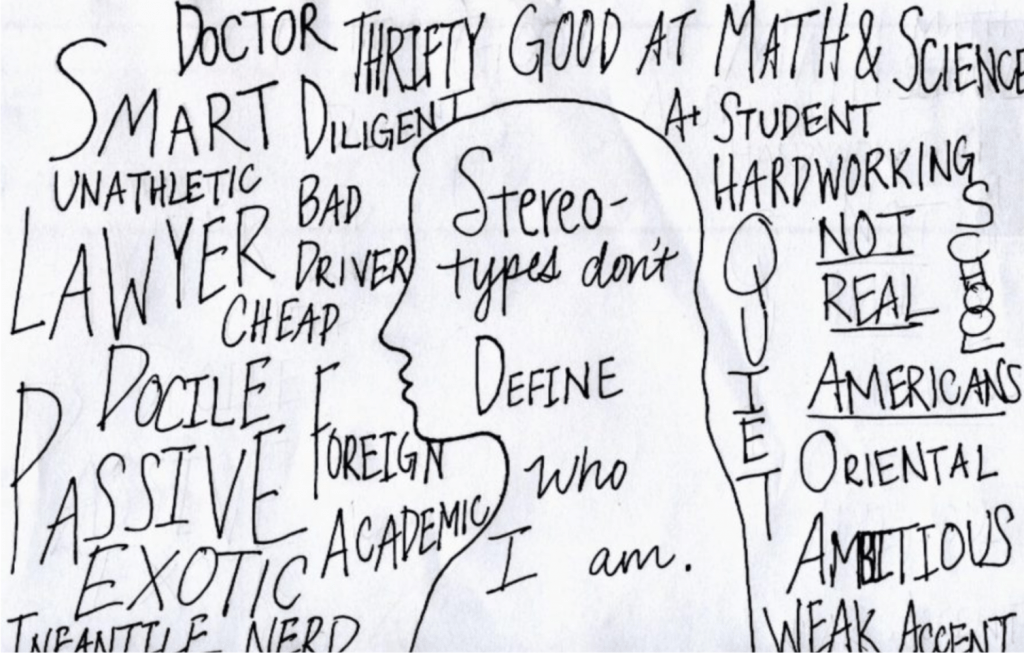 DOCTOR THRIFTY GOOD AT MATH & SCIENCE
SMART DILIGENT
A+ STUDENT
UNATHLETIC BAD
DRIVER
HARDWORKING
LAWYER
CHEAP
NOT
REAL
AMERICANS
QUIET
DOCILE
PASSIVE FOREIGN
ORIENTAL
EXOTIC ACADEMIC
AMBITIOUS
INFANTILE NERD
WEAK ACCENT
Stereo-
types don't
DEFINE
who
I am.